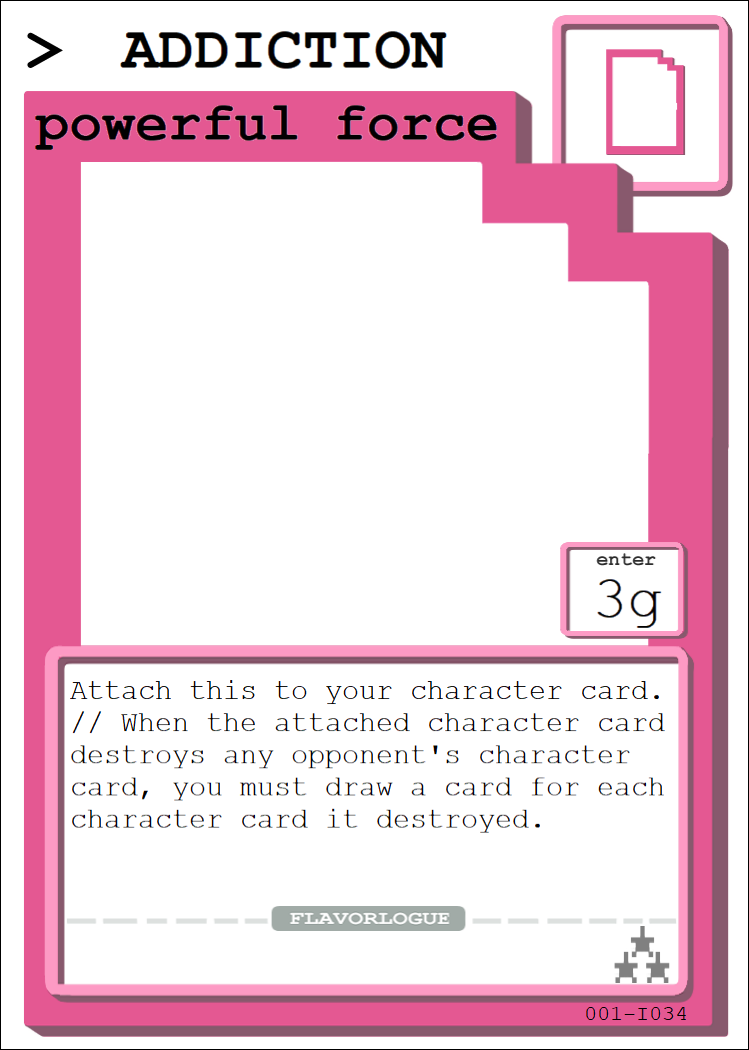 > ADDICTION
powerful force
enter
3g
Attach this to your character card.
// When the attached character card
destroys any opponent's character
card, you must draw a card for each
character card it destroyed.
FLAVORLOGUE
001-I034